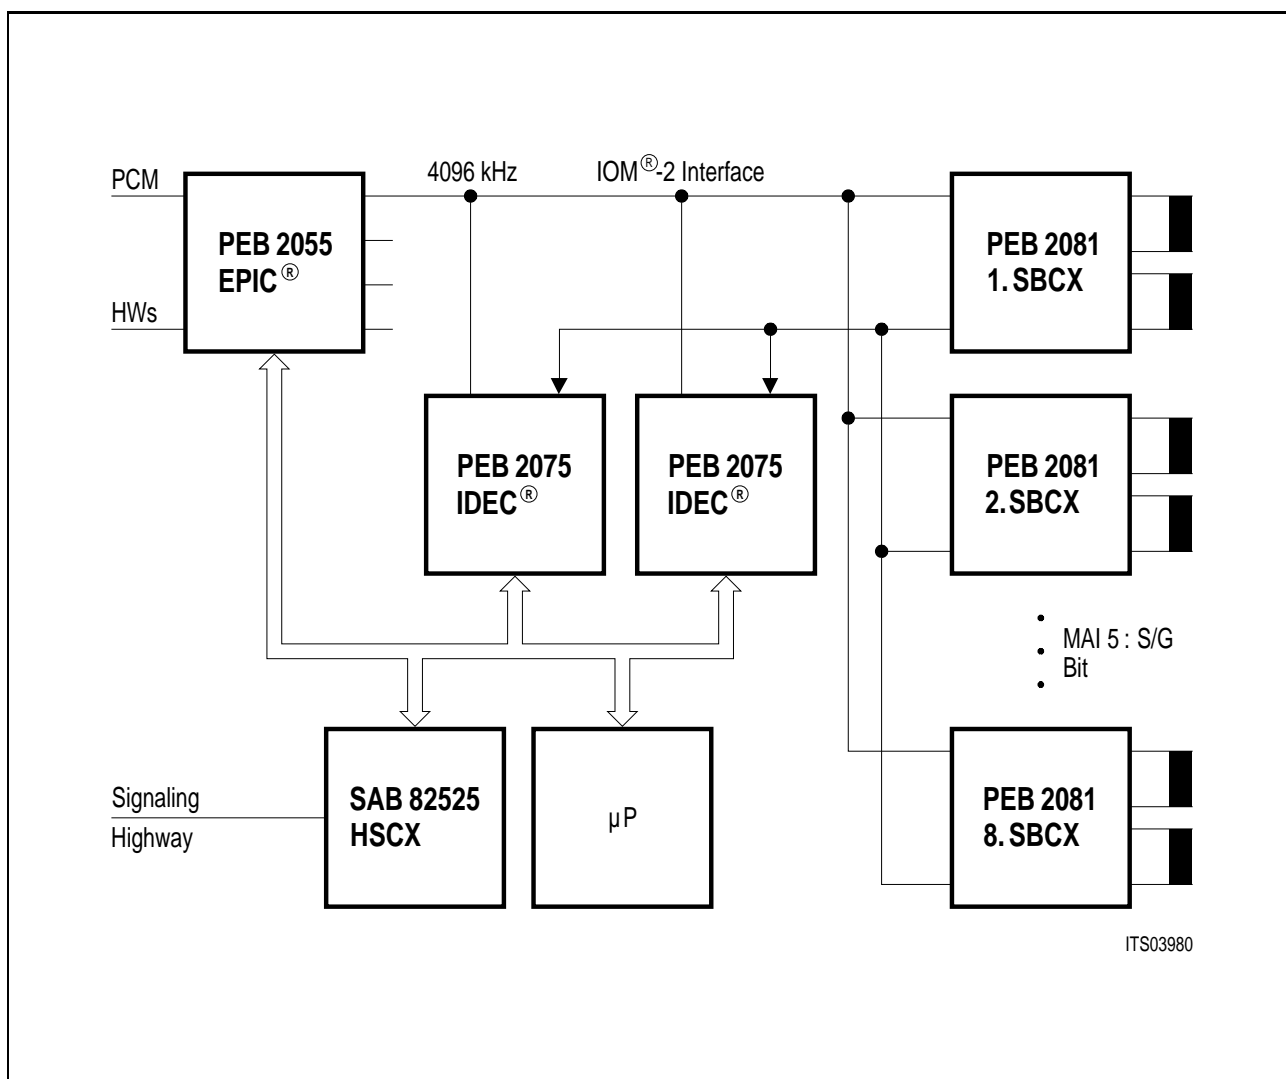 PCM
4096 kHz
IOM®-2 Interface
PEB 2055
EPIC®
PEB 2081
1. SBCX
HWs
PEB 2075
IDEC®
PEB 2075
IDEC®
PEB 2081
2. SBCX
MAI 5 : S/G
Bit
Signaling
Highway
SAB 82525
HSCX
µP
PEB 2081
8. SBCX
ITS03980